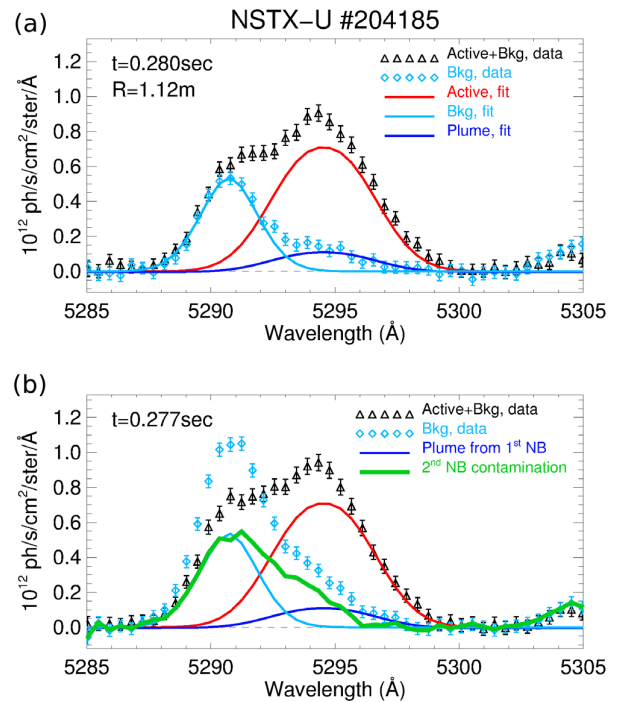 NSTX−U #204185
(a)
t=0.280sec
R=1.12m
Active+Bkg, data
Bkg, data
Active, fit
Bkg, fit
Plume, fit
10¹² ph/s/cm²/ster/Å
1.2
1.0
0.8
0.6
0.4
0.2
0.0
5285 5290 5295 5300 5305
Wavelength (Å)
(b)
t=0.277sec
Active+Bkg, data
Bkg, data
Plume from 1ˢᵗ NB
2ⁿᵈ NB contamination
10¹² ph/s/cm²/ster/Å
1.2
1.0
0.8
0.6
0.4
0.2
0.0
5285 5290 5295 5300 5305
Wavelength (Å)